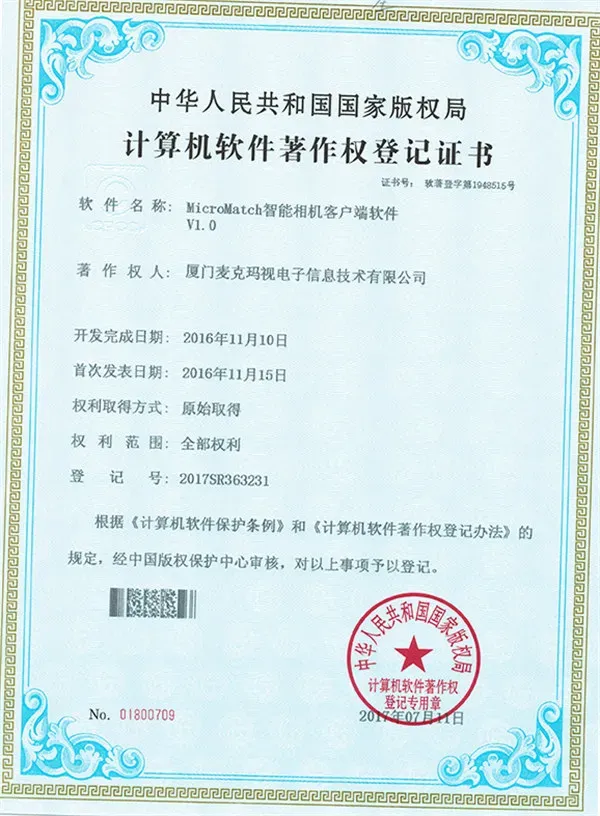 中华人民共和国国家版权局
计算机软件著作权登记证书
证书号： 软著登字第1948515号
软件名称： MicroMatch智能相机客户端软件
V1.0
著作权人： 厦门麦克玛视电子信息技术有限公司
开发完成日期： 2016年11月10日
首次发表日期： 2016年11月15日
权利取得方式： 原始取得
权利范围： 全部权利
登记号： 2017SR363231
根据《计算机软件保护条例》和《计算机软件著作权登记办法》的
规定，经中国版权保护中心审核，对以上事项予以登记。
中华人民共和国国家版权局
计算机软件著作权
登记专用章
2017年07月11日
No. 01800709